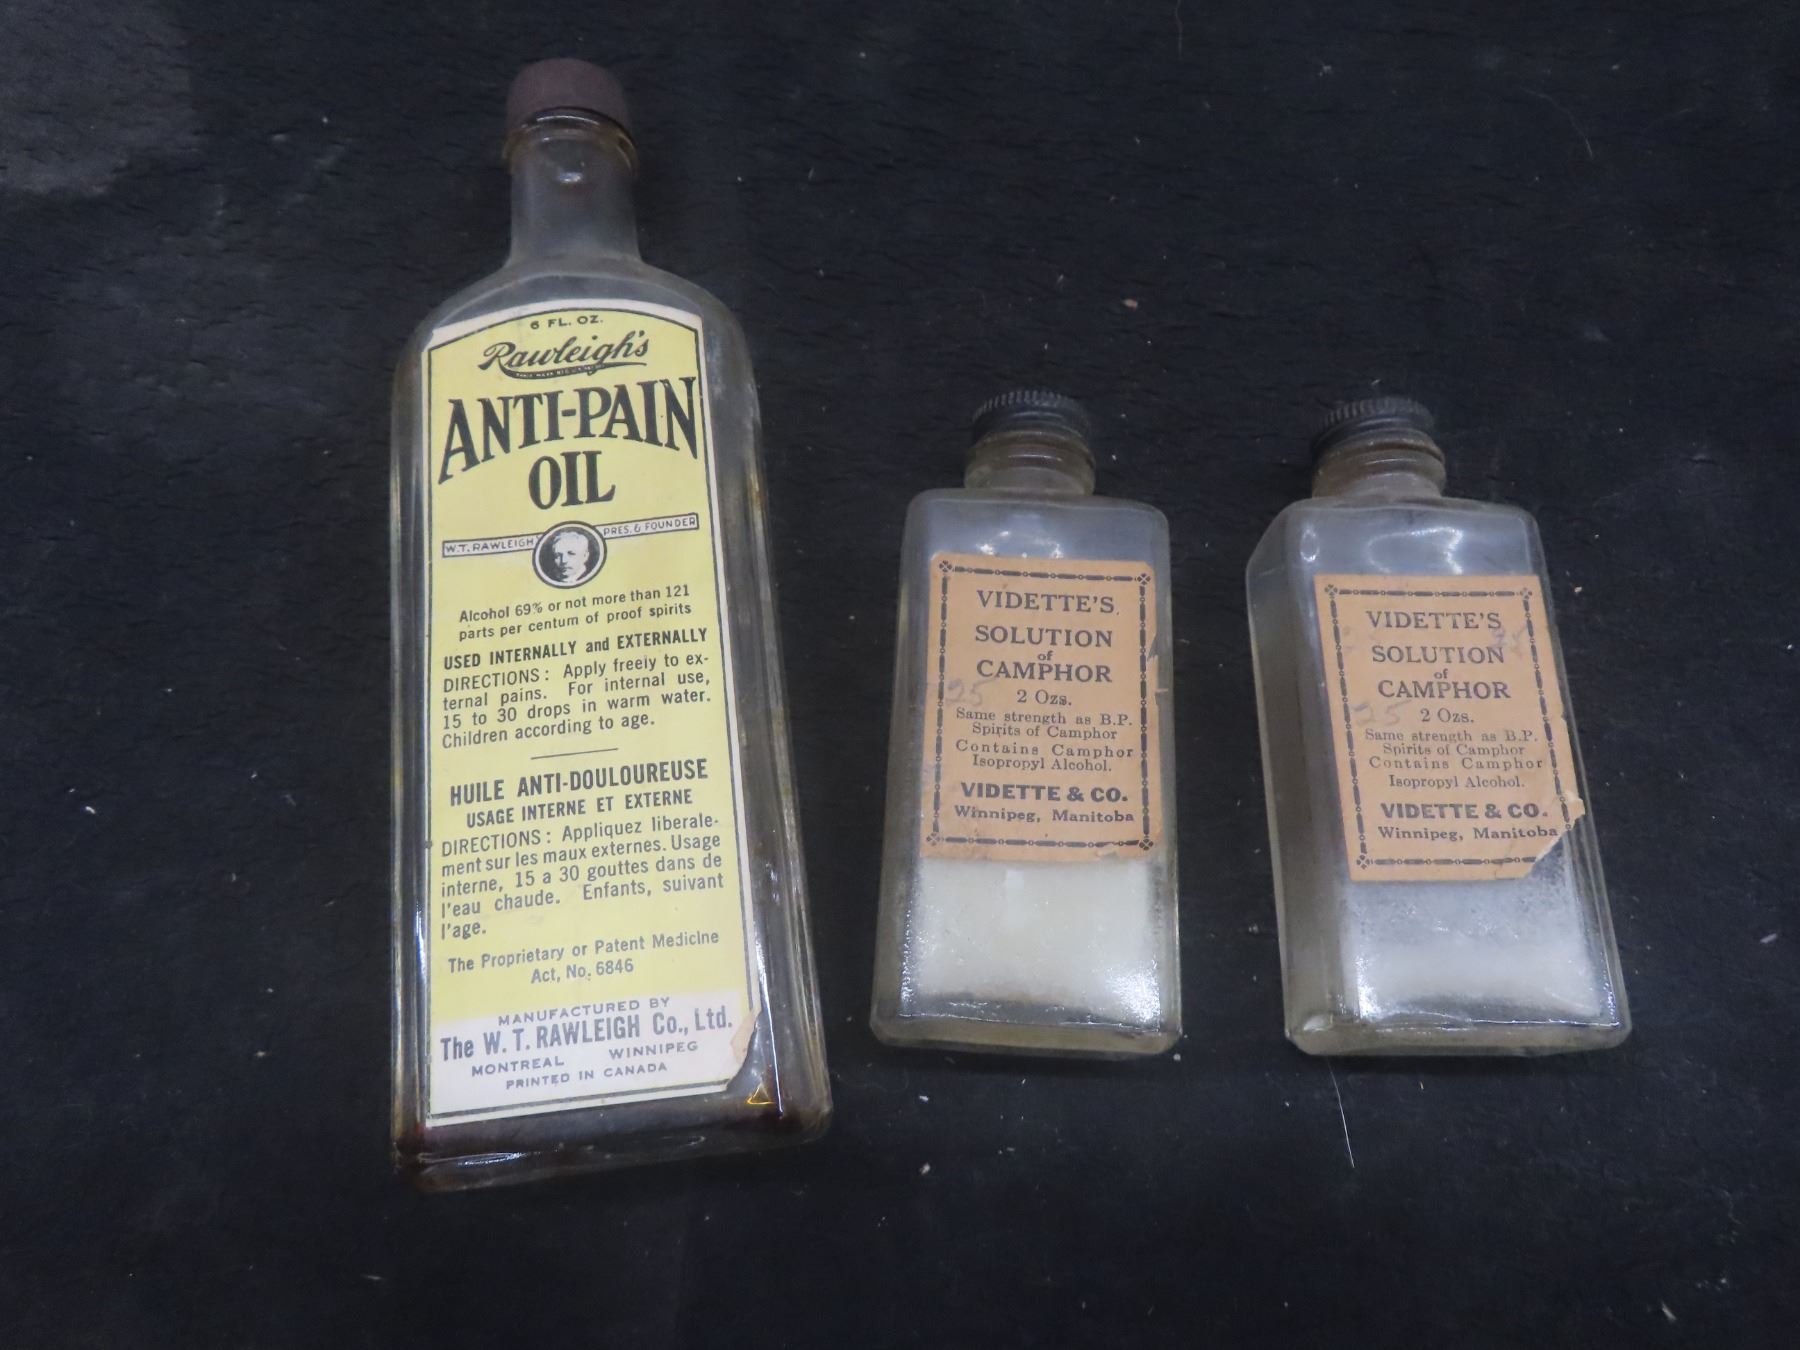 6 FL. OZ.
Rawleigh's
ANTI-PAIN
OIL
W.T. RAWLEIGH PRES. & FOUNDER
Alcohol 69% or not more than 121
parts per centum of proof spirits
USED INTERNALLY and EXTERNALLY
DIRECTIONS: Apply freely to ex-
ternal pains. For internal use,
15 to 30 drops in warm water.
Children according to age.
HUILE ANTI-DOULOUREUSE
USAGE INTERNE ET EXTERNE
DIRECTIONS: Appliquez liberale-
ment sur les maux externes. Usage
interne, 15 a 30 gouttes dans de
l'eau chaude. Enfants, suivant
l'age.
The Proprietary or Patent Medicine
Act, No. 6846
MANUFACTURED BY
The W. T. RAWLEIGH Co., Ltd.
MONTREAL WINNIPEG
PRINTED IN CANADA
VIDETTE'S
SOLUTION
of
CAMPHOR
25
2 Ozs.
Same strength as B.P.
Spirits of Camphor
Contains Camphor
Isopropyl Alcohol.
VIDETTE & CO.
Winnipeg, Manitoba
VIDETTE'S
SOLUTION
of
CAMPHOR
25
2 Ozs.
Same strength as B.P.
Spirits of Camphor
Contains Camphor
Isopropyl Alcohol.
VIDETTE & CO.
Winnipeg, Manitoba